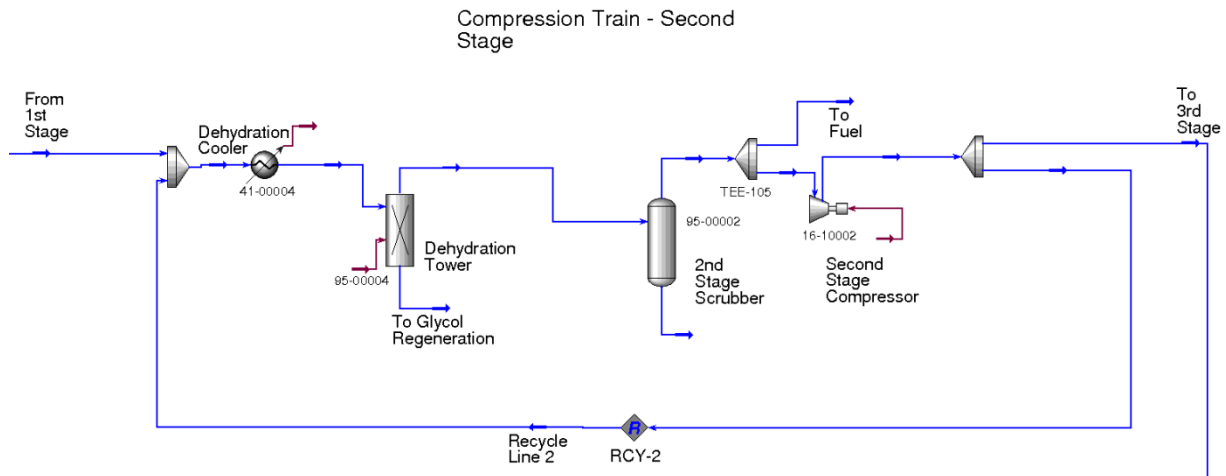 Compression Train - Second
Stage
From
1st
Stage
Dehydration
Cooler
41-00004
Dehydration
Tower
95-00004
To Glycol
Regeneration
95-00002
2nd
Stage
Scrubber
To
Fuel
TEE-105
16-10002
Second
Stage
Compressor
To
3rd
Stage
Recycle
Line 2
R
RCY-2